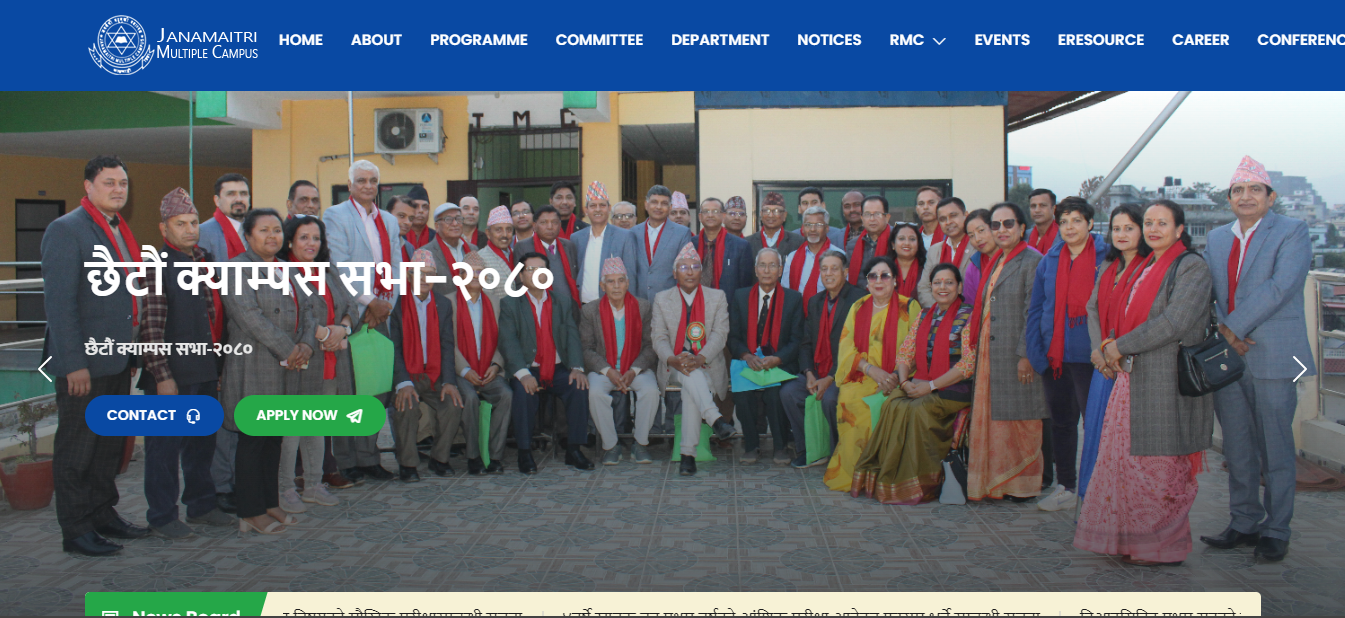 JANAMAITRI
MULTIPLE CAMPUS
HOME ABOUT PROGRAMME COMMITTEE DEPARTMENT NOTICES RMC EVENTS ERESOURCE CAREER CONFERENC
TMC
छैटौं क्याम्पस सभा-२०८०
छैटौं क्याम्पस सभा-२०८०
CONTACT APPLY NOW
News Board